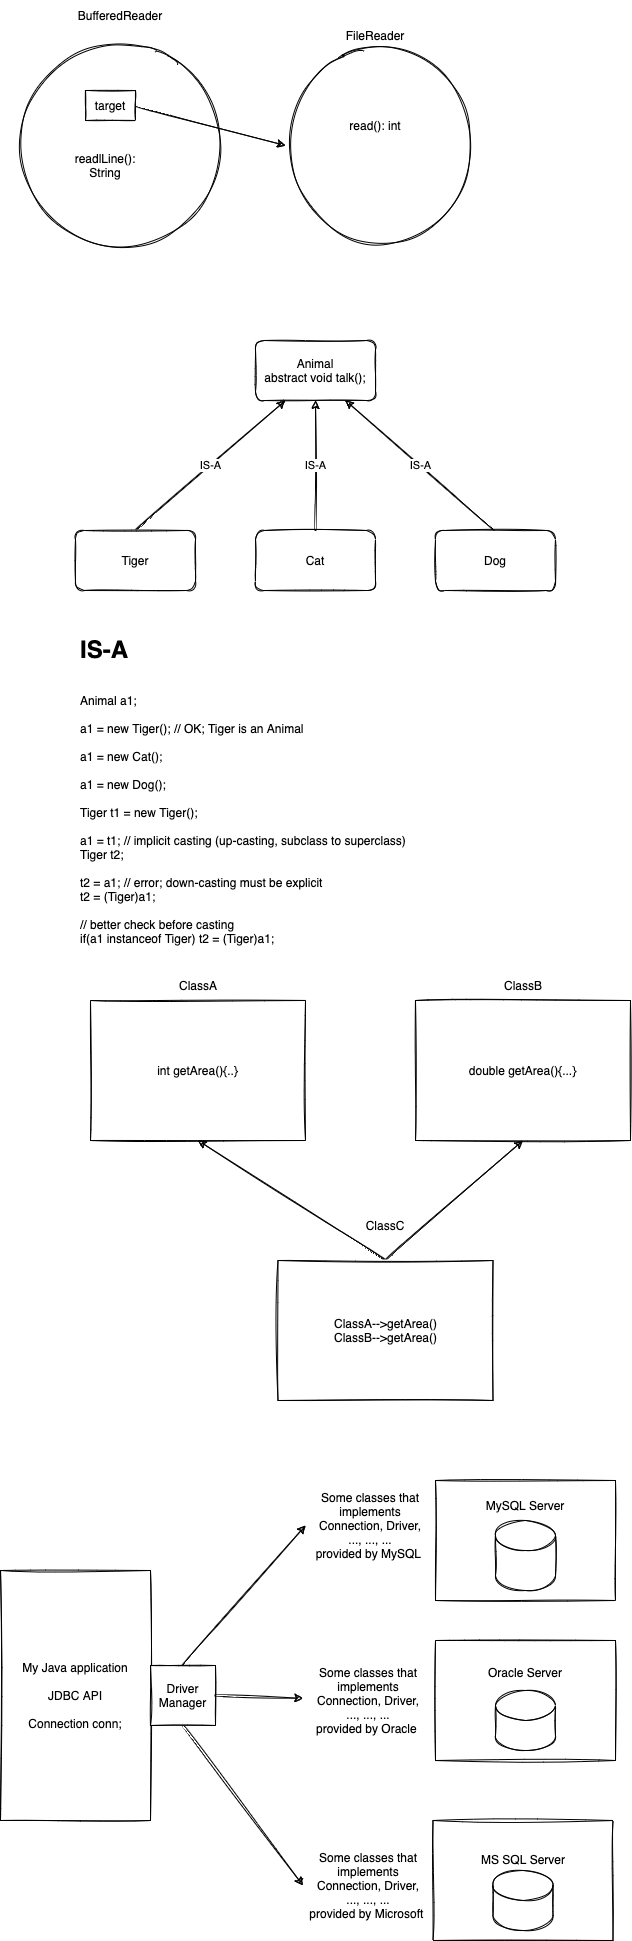 BufferedReader
FileReader
target
read(): int
readlLine():
String
Animal
abstract void talk();
IS-A
IS-A
IS-A
Tiger
Cat
Dog
IS-A
Animal a1;
a1 = new Tiger(); // OK; Tiger is an Animal
a1 = new Cat();
a1 = new Dog();
Tiger t1 = new Tiger();
a1 = t1; // implicit casting (up-casting, subclass to superclass)
Tiger t2;
t2 = a1; // error; down-casting must be explicit
t2 = (Tiger)a1;
// better check before casting
if(a1 instanceof Tiger) t2 = (Tiger)a1;
ClassA
ClassB
int getArea(){..}
double getArea(){...}
ClassC
ClassA-->getArea()
ClassB-->getArea()
Some classes that
implements
Connection, Driver,
..., ..., ...
provided by MySQL
MySQL Server
My Java application
JDBC API
Connection conn;
Driver
Manager
Some classes that
implements
Connection, Driver,
..., ..., ...
provided by Oracle
Oracle Server
Some classes that
implements
Connection, Driver,
..., ..., ...
provided by Microsoft
MS SQL Server